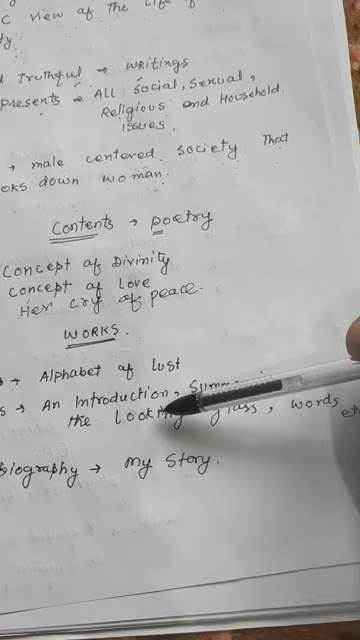 c view of the Life of
ty:
Truthful → writings
presents → All Social, Sexual,
Religious and Household.
issues.
→ male centered society. That
oks down woman.
Contents → Poetry
Concept of Divinity
Concept of Love
Her cry of peace.
WORKS.
→ Alphabet of Lust
s → An Introduction,
the Looking glass, words
etc
biography → My Story.